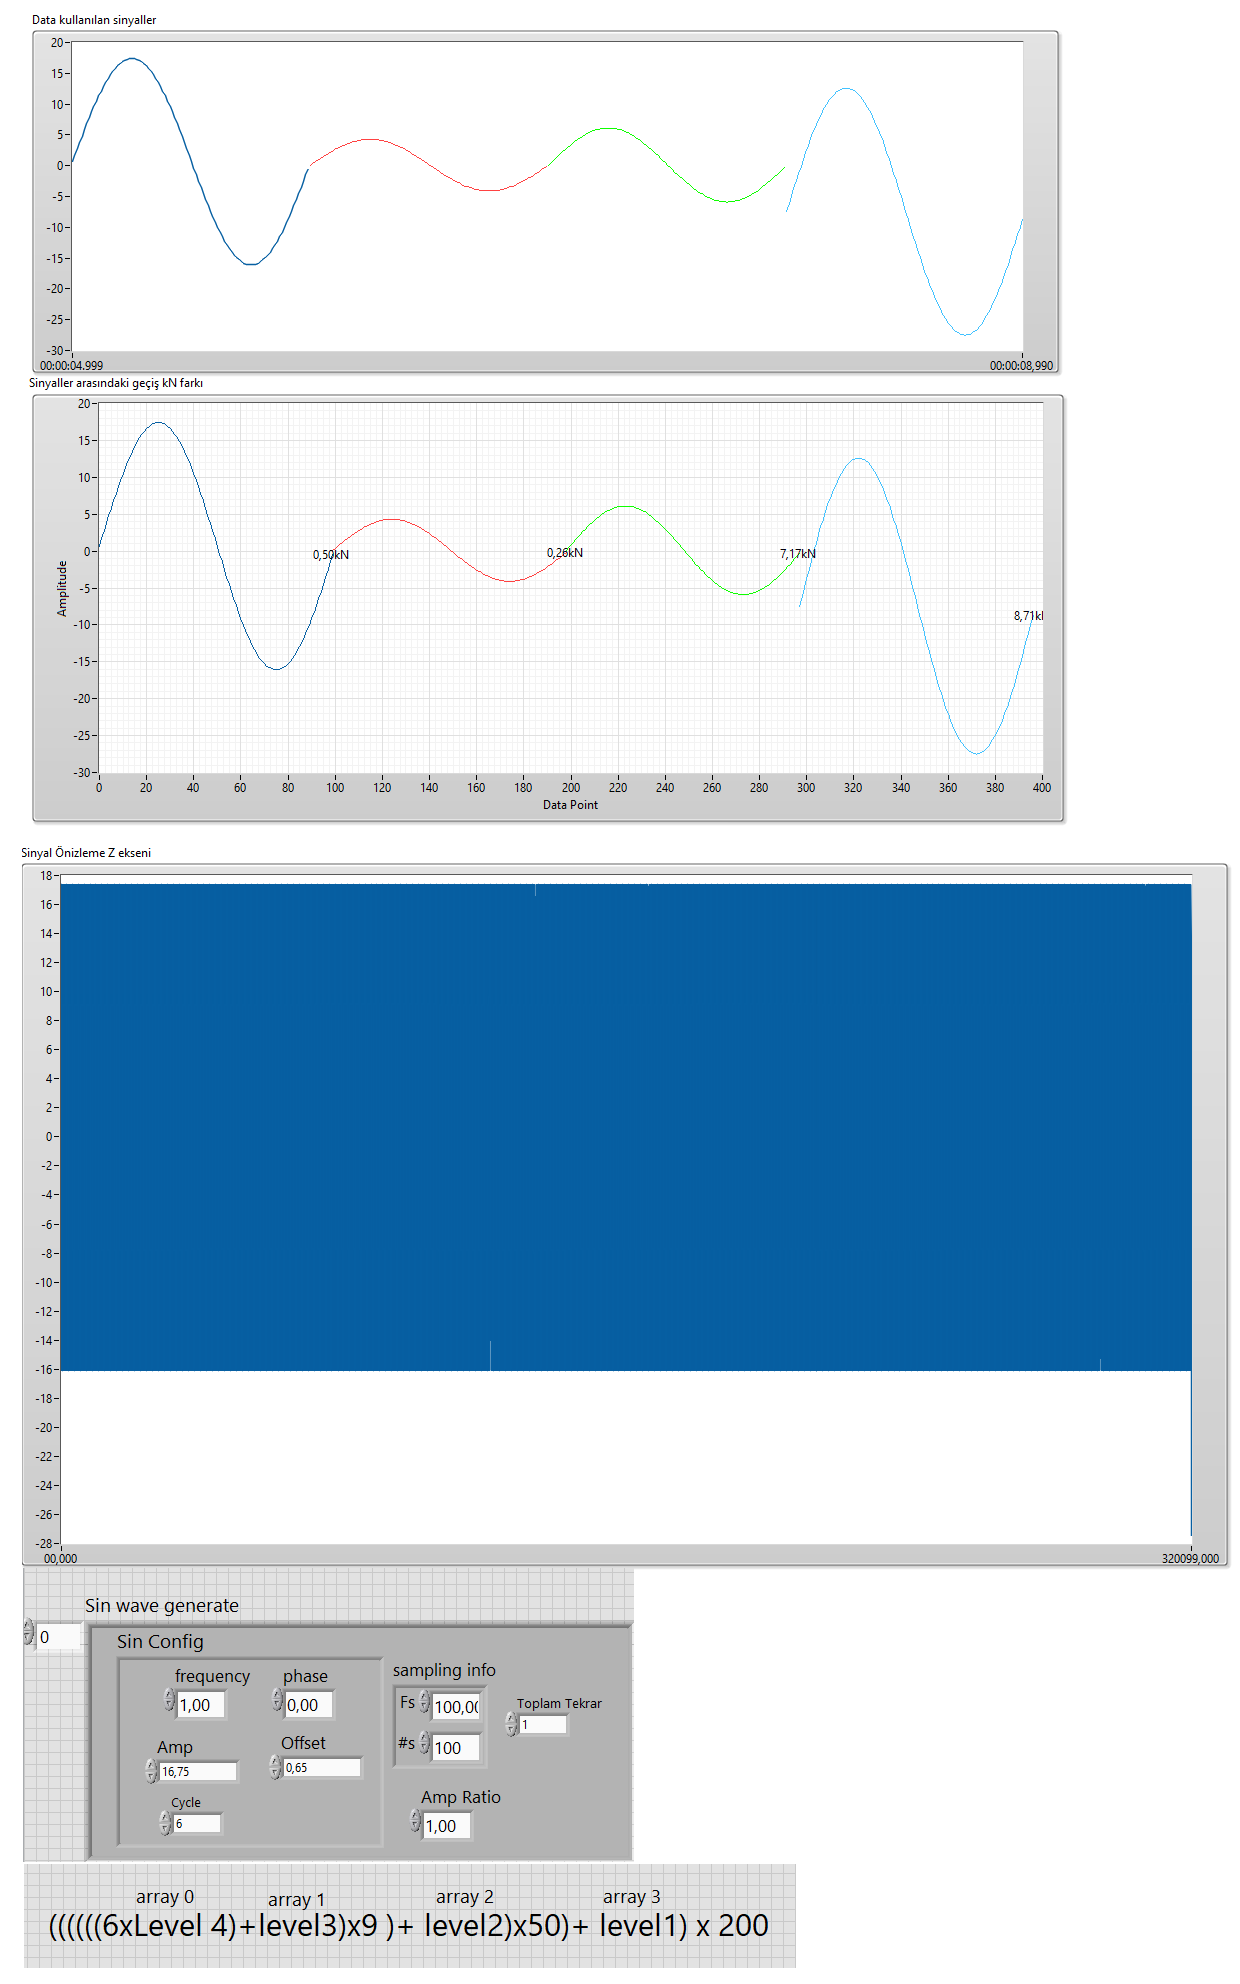 Data kullanılan sinyaller
20
15
10
5
0
-5
-10
-15
-20
-25
-30
00:00:04,999
00:00:08,990
Sinyaller arasındaki geçiş kN farkı
20
15
10
5
0
-5
-10
-15
-20
-25
-30
Amplitude
0,50kN
0,26kN
7,17kN
8,71k
0 20 40 60 80 100 120 140 160 180 200 220 240 260 280 300 320 340 360 380 400
Data Point
Sinyal Önizleme Z ekseni
18
16
14
12
10
8
6
4
2
0
-2
-4
-6
-8
-10
-12
-14
-16
-18
-20
-22
-24
-26
-28
00,000
320099,000
Sin wave generate
0
Sin Config
frequency phase
1,00 0,00
Amp Offset
16,75 0,65
Cycle
6
sampling info
Fs 100,00
#s 100
Toplam Tekrar
1
Amp Ratio
1,00
array 0 array 1 array 2 array 3
((((((6xLevel 4)+level3)x9 )+ level2)x50)+ level1) x 200